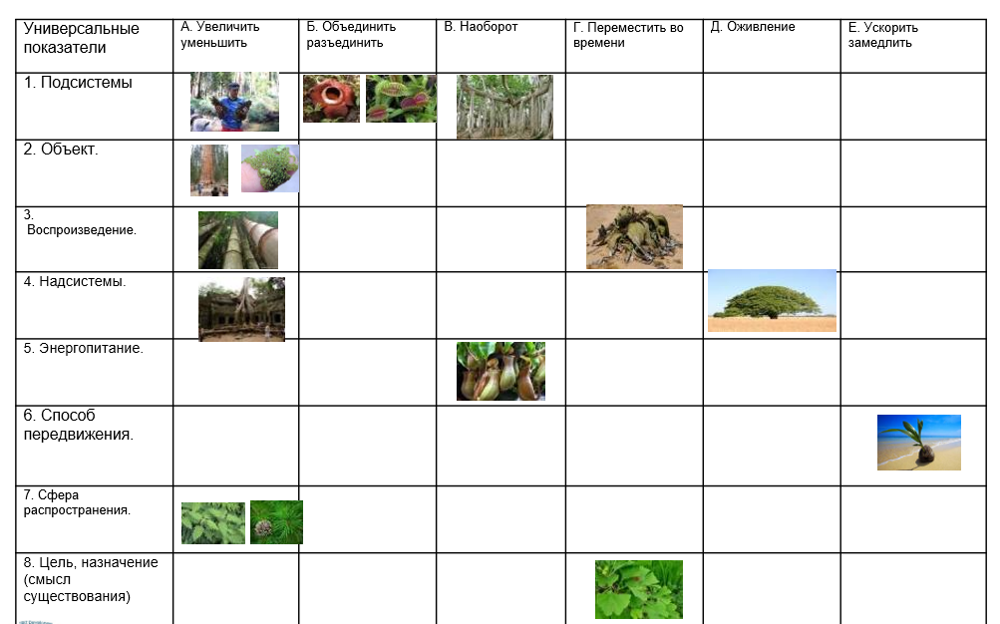 Универсальные
показатели
А. Увеличить
уменьшить
Б. Объединить
разъединить
В. Наоборот
Г. Переместить во
времени
Д. Оживление
Е. Ускорить
замедлить
1. Подсистемы
2. Объект.
3.
Воспроизведение.
4. Надсистемы.
5. Энергопитание.
6. Способ
передвижения.
7. Сфера
распространения.
8. Цель, назначение
(смысл
существования)